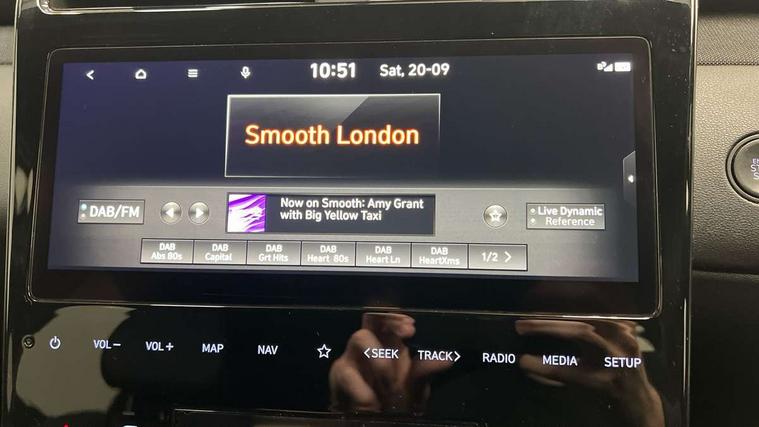 10:51 Sat, 20-09
Smooth London
DAB/FM
Now on Smooth: Amy Grant
with Big Yellow Taxi
Live Dynamic
Reference
DAB
Abs 80s
DAB
Capital
DAB
Grt Hits
DAB
Heart 80s
DAB
Heart Ln
DAB
HeartXms
1/2
VOL− VOL+ MAP NAV <SEEK TRACK> RADIO MEDIA SETUP